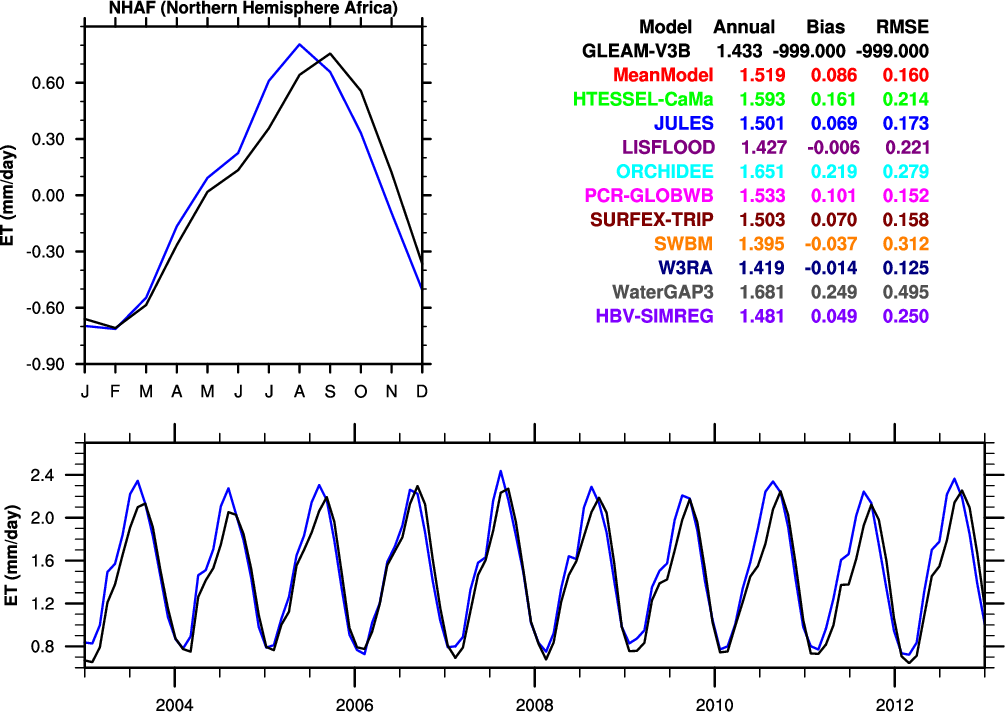 NHAF (Northern Hemisphere Africa)
ET (mm/day)
0.60
0.30
0.00
-0.30
-0.60
-0.90
J F M A M J J A S O N D
Model Annual Bias RMSE
GLEAM-V3B 1.433 -999.000 -999.000
MeanModel 1.519 0.086 0.160
HTESSEL-CaMa 1.593 0.161 0.214
JULES 1.501 0.069 0.173
LISFLOOD 1.427 -0.006 0.221
ORCHIDEE 1.651 0.219 0.279
PCR-GLOBWB 1.533 0.101 0.152
SURFEX-TRIP 1.503 0.070 0.158
SWBM 1.395 -0.037 0.312
W3RA 1.419 -0.014 0.125
WaterGAP3 1.681 0.249 0.495
HBV-SIMREG 1.481 0.049 0.250
ET (mm/day)
2.4
2.0
1.6
1.2
0.8
2004 2006 2008 2010 2012